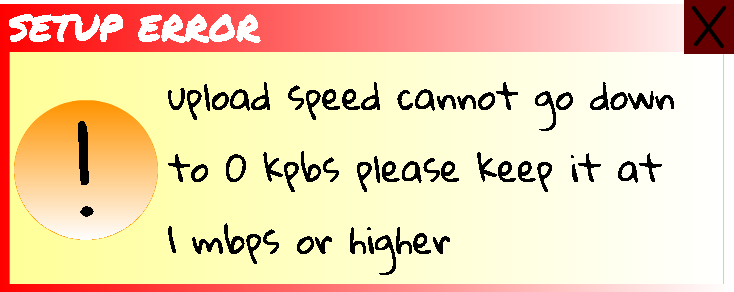 SETUP ERROR X
!
upload speed cannot go down
to 0 kpbs please keep it at
1 mbps or higher